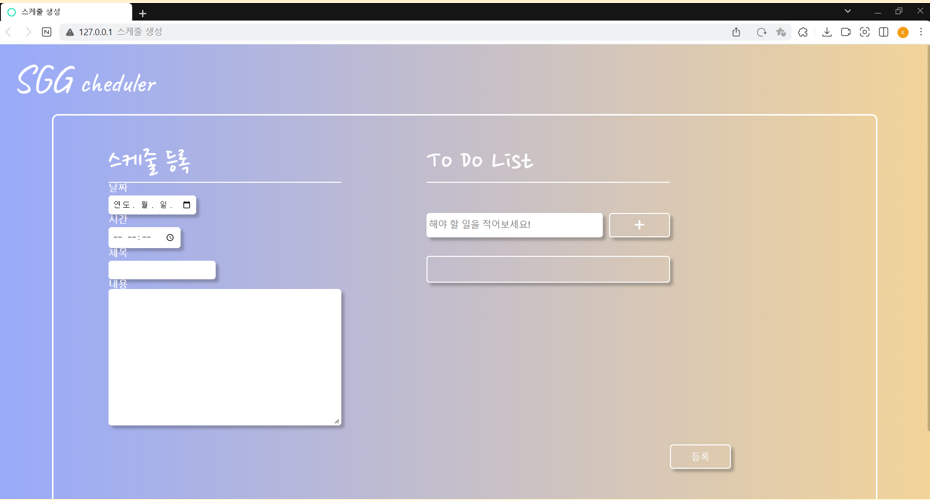 스케줄 생성
127.0.0.1 스케줄 생성
SGG cheduler
스케줄 등록
To Do List
날짜
연도. 월. 일.
시간
-- --:--
해야 할 일을 적어보세요! +
제목
내용
등록